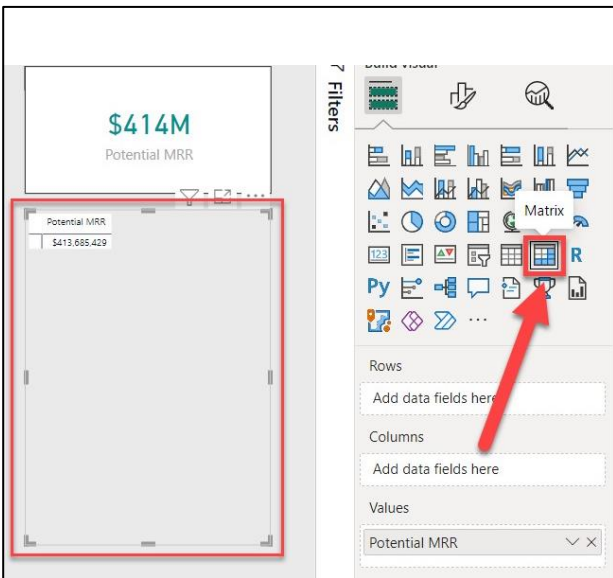 Build visual
Filters
$414M
Potential MRR
Potential MRR
$413,685,429
Matrix
123
R
Py
Rows
Add data fields here
Columns
Add data fields here
Values
Potential MRR